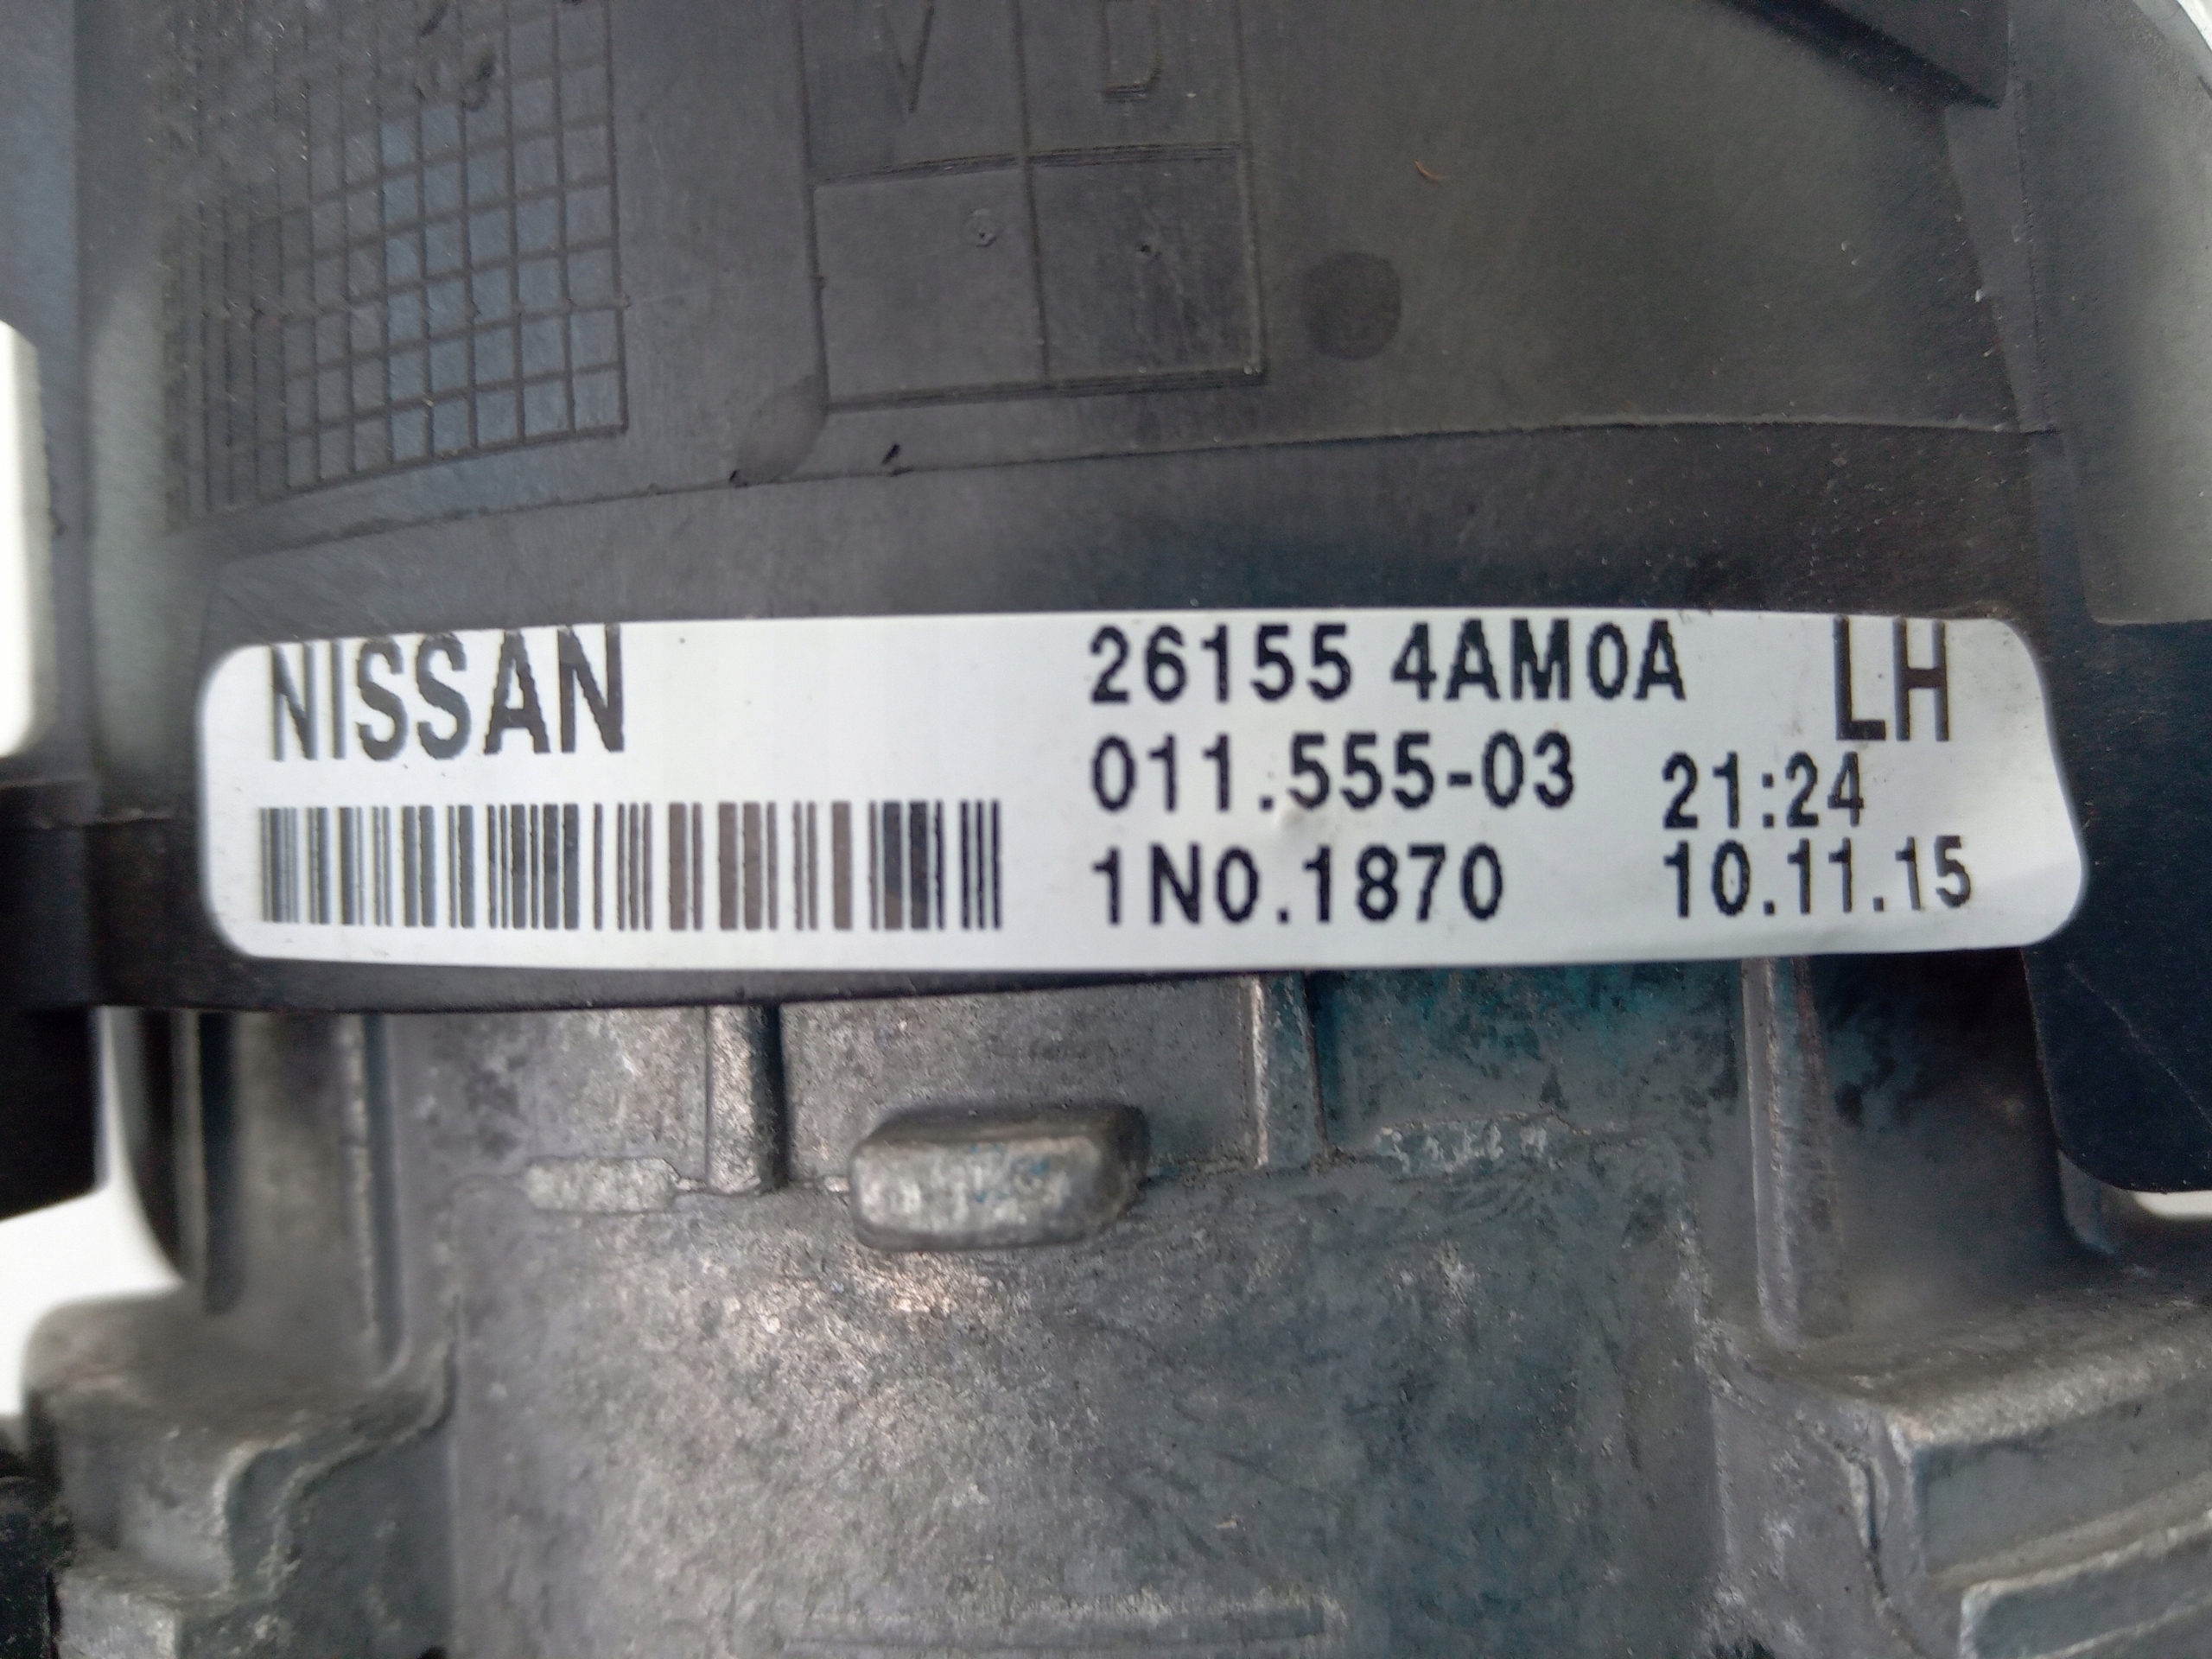 V D
NISSAN
26155 4AM0A LH
011.555-03 21:24
1N0.1870 10.11.15